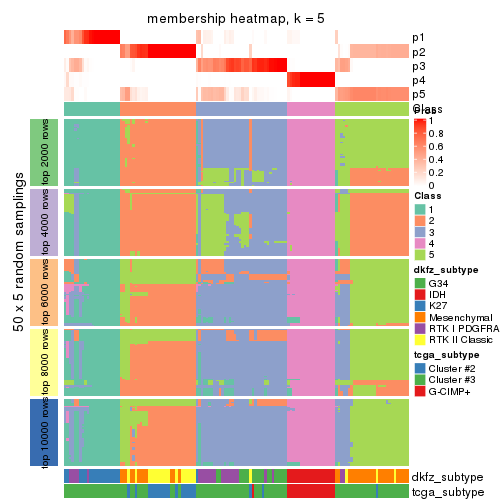 membership heatmap, k = 5
p1
p2
p3
p4
p5
Class
Prob
1
0.8
0.6
0.4
0.2
0
Class
1
2
3
4
5
dkfz_subtype
G34
IDH
K27
Mesenchymal
RTK I PDGFRA
RTK II Classic
tcga_subtype
Cluster #2
Cluster #3
G-CIMP+
50 x 5 random samplings
top 2000 rows
top 4000 rows
top 6000 rows
top 8000 rows
top 10000 rows
dkfz_subtype
tcga_subtype